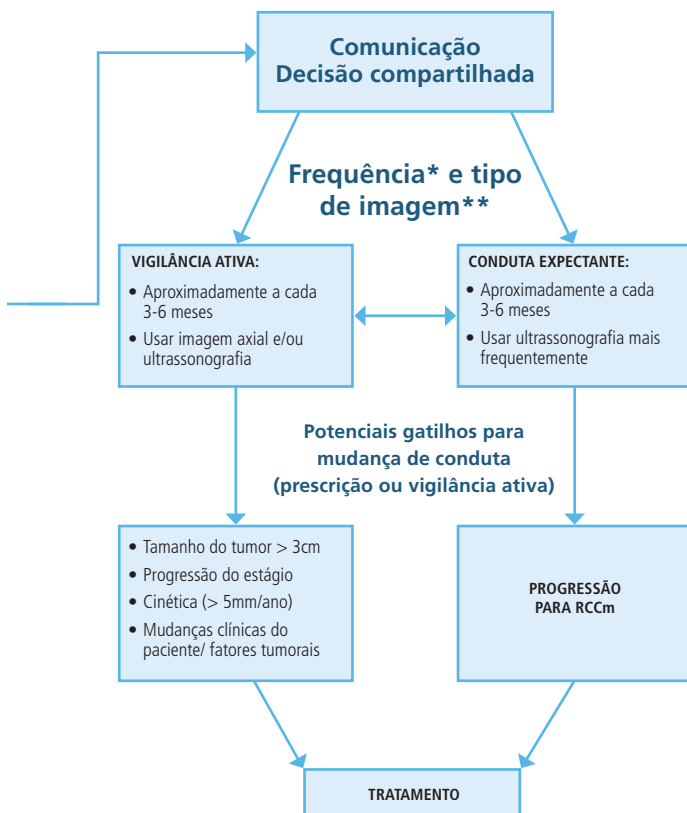 Comunicação
Decisão compartilhada
Frequência* e tipo
de imagem**
VIGILÂNCIA ATIVA:
• Aproximadamente a cada
3-6 meses
• Usar imagem axial e/ou
ultrassonografia
CONDUTA EXPECTANTE:
• Aproximadamente a cada
3-6 meses
• Usar ultrassonografia mais
frequentemente
Potenciais gatilhos para
mudança de conduta
(prescrição ou vigilância ativa)
• Tamanho do tumor > 3cm
• Progressão do estágio
• Cinética (> 5mm/ano)
• Mudanças clínicas do
paciente/ fatores tumorais
PROGRESSÃO
PARA RCCm
TRATAMENTO